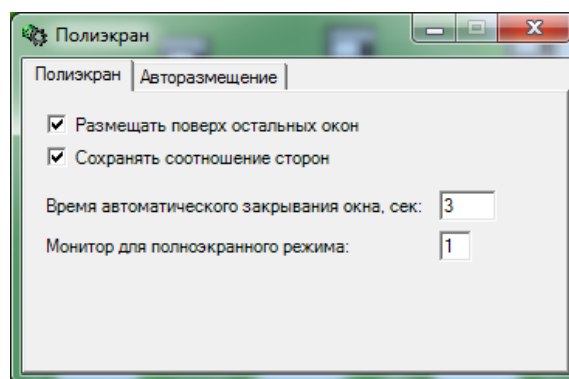 Полиэкран
Полиэкран Авторазмещение
Размещать поверх остальных окон
Сохранять соотношение сторон
Время автоматического закрывания окна, сек: 3
Монитор для полноэкранного режима: 1